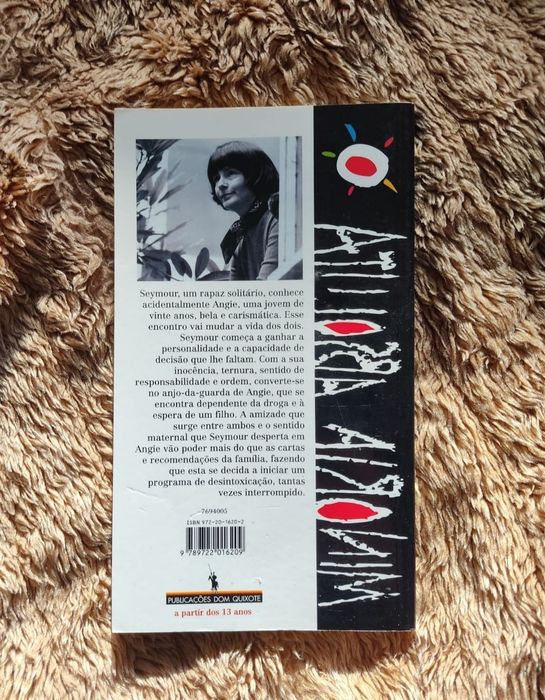 MINORIA ABSOLUTA
Seymour, um rapaz solitário, conhece
acidentalmente Angie, uma jovem de
vinte anos, bela e carismática. Esse
encontro vai mudar a vida dos dois.
Seymour começa a ganhar a
personalidade e a capacidade de
decisão que lhe faltam. Com a sua
inocência, ternura, sentido de
responsabilidade e ordem, converte-se
no anjo-da-guarda de Angie, que se
encontra dependente da droga e à
espera de um filho. A amizade que
surge entre ambos e o sentido
maternal que Seymour desperta em
Angie vão poder mais do que as cartas
e recomendações da família, fazendo
que esta se decida a iniciar um
programa de desintoxicação, tantas
vezes interrompido.
7694005
ISBN 972-20-1620-2
9 789722 016209
PUBLICAÇÕES DOM QUIXOTE
a partir dos 13 anos